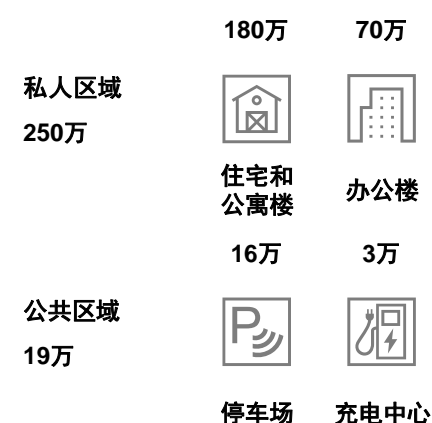 180万 70万
私人区域
250万
住宅和
公寓楼
办公楼
16万 3万
公共区域
19万
P
停车场 充电中心